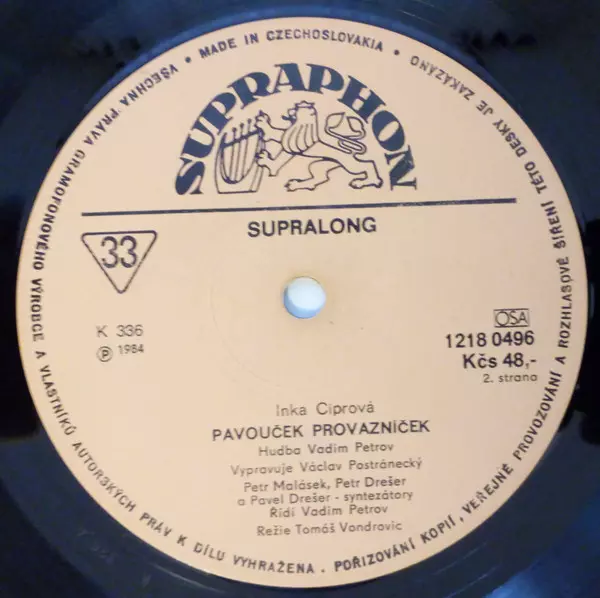 VŠECHNA PRÁVA GRAMOFONOVÉHO VÝROBCE A VLASTNÍKŮ AUTORSKÝCH PRÁV K DÍLU VYHRAŽENA. POŘIZOVÁNÍ KOPIÍ, VEŘEJNÉ PROVOZOVÁNÍ A ROZHLASOVÉ ŠÍŘENÍ TÉTO DESKY JE ZAKÁZÁNO
• MADE IN CZECHOSLOVAKIA •
SUPRAPHON
SUPRALONG
33
K 336
Ⓟ 1984
OSA
1218 0496
Kčs 48,-
2. strana
Inka Ciprová
PAVOUČEK PROVAZNÍČEK
Hudba Vadim Petrov
Vypravuje Václav Postránecký
Petr Malásek, Petr Drešer
a Pavel Drešer - syntezátory
Řídí Vadim Petrov
Režie Tomáš Vondrovic